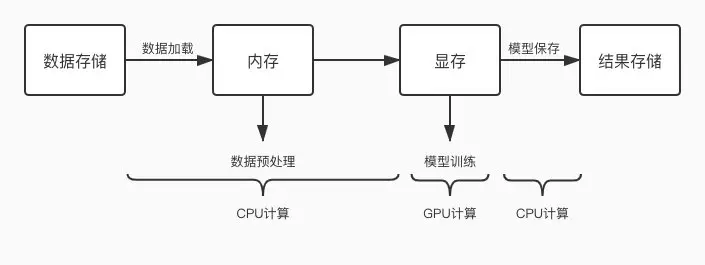 数据存储
数据加载
内存
显存
模型保存
结果存储
数据预处理
模型训练
CPU计算
GPU计算
CPU计算